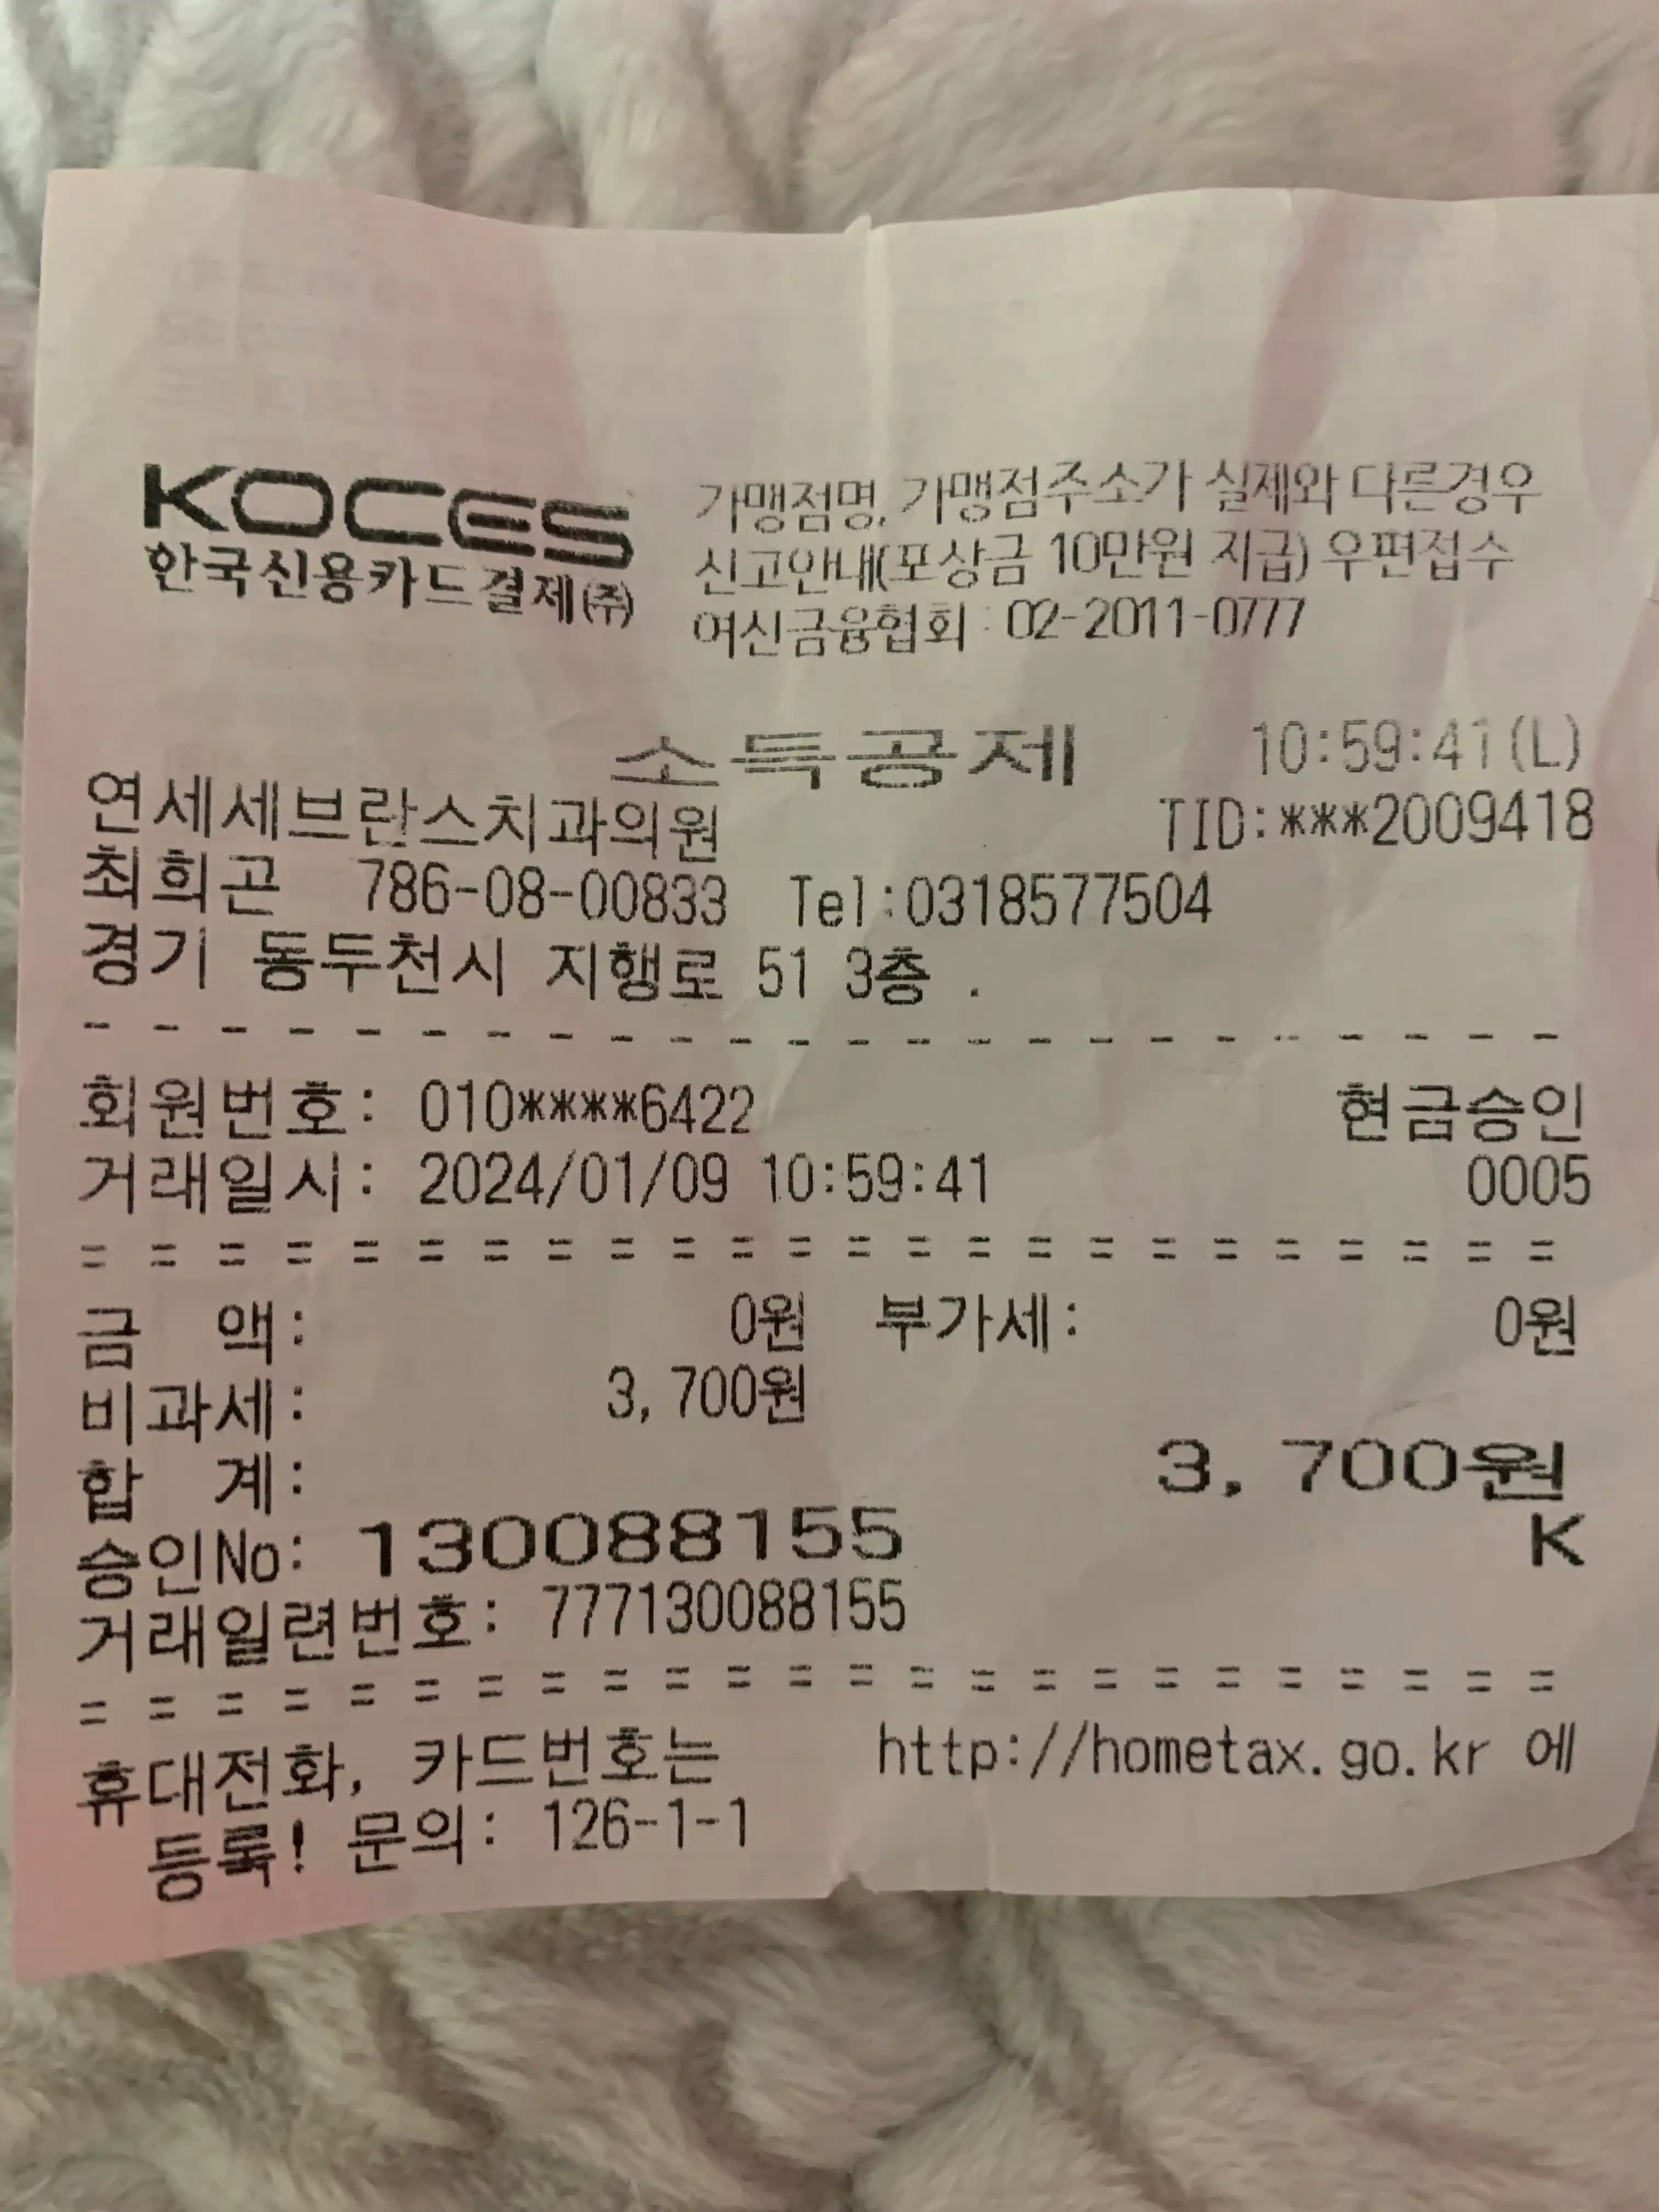 KOCES
한국신용카드결제(주)
가맹점명, 가맹점주소가 실제와 다른경우
신고안내(포상금 10만원 지급) 우편접수
여신금융협회 : 02-2011-0777
소득공제 10:59:41(L)
연세세브란스치과의원 TID:***2009418
최희곤 786-08-00833 Tel:0318577504
경기 동두천시 지행로 51 3층 .
- - - - - - - - - - - - - - - - - - - - - - - -
회원번호: 010****6422 현금승인
거래일시: 2024/01/09 10:59:41 0005
= = = = = = = = = = = = = = = = = = = = = = = =
금 액: 0원 부가세: 0원
비과세: 3,700원
합 계: 3,700원
승인No: 130088155 K
거래일련번호: 777130088155
= = = = = = = = = = = = = = = = = = = = = = = =
휴대전화, 카드번호는 http://hometax.go.kr 에
등록! 문의: 126-1-1